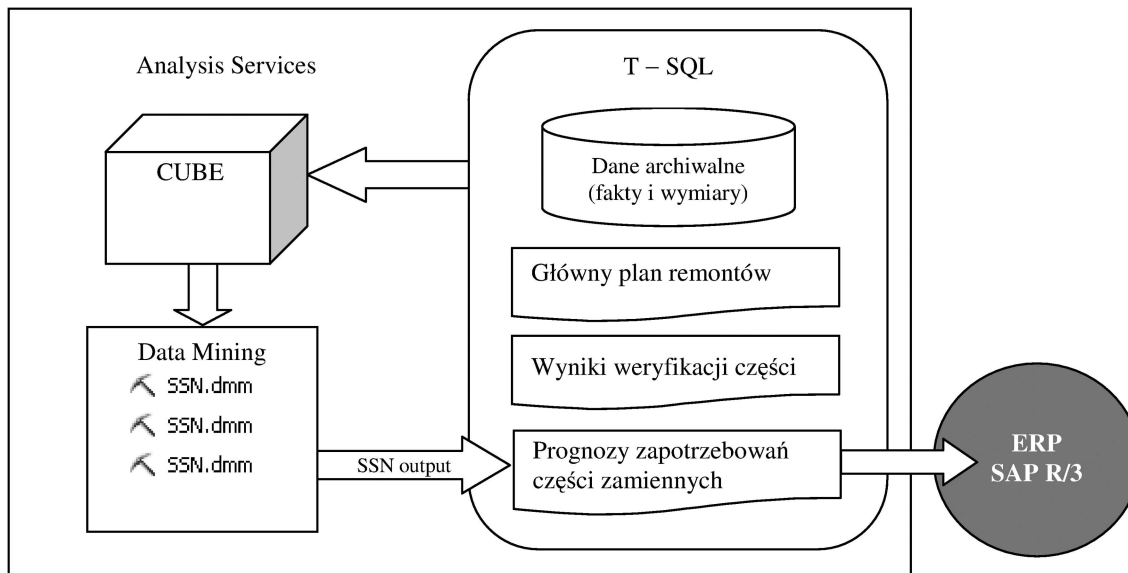 Analysis Services
CUBE
Data Mining
SSN.dmm
SSN.dmm
SSN.dmm
SSN output
T – SQL
Dane archiwalne
(fakty i wymiary)
Główny plan remontów
Wyniki weryfikacji części
Prognozy zapotrzebowań
części zamiennych
ERP
SAP R/3